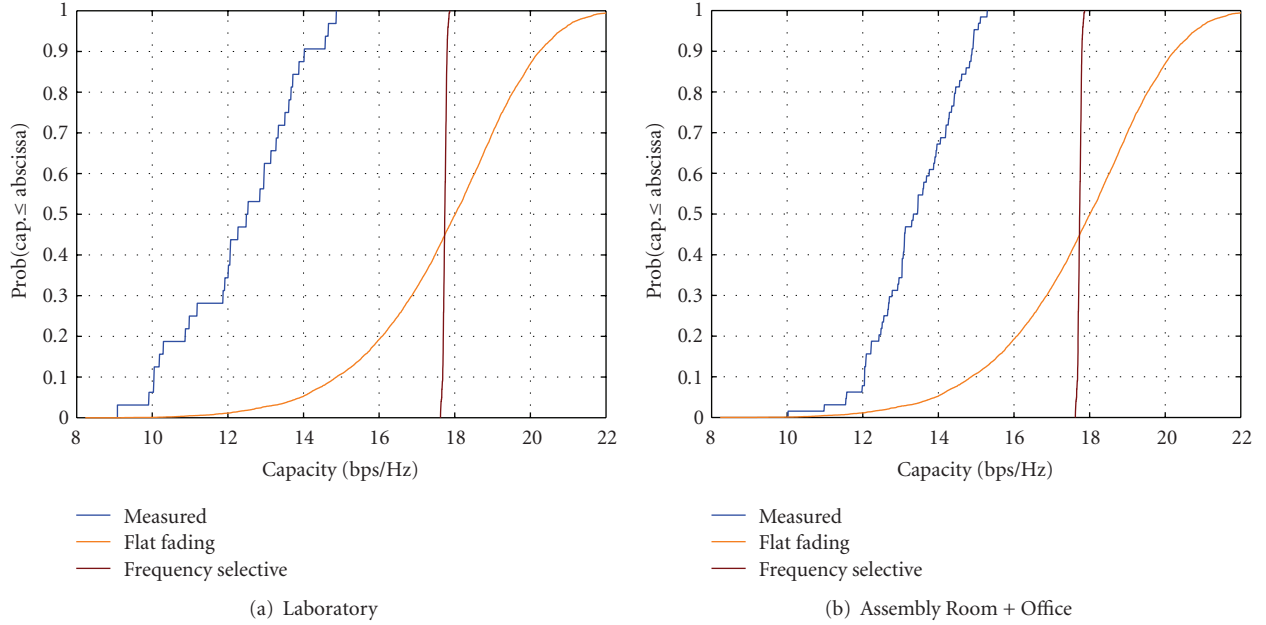 1
0.9
0.8
0.7
0.6
0.5
0.4
0.3
0.2
0.1
0
Prob(cap.≤ abscissa)
8 10 12 14 16 18 20 22
Capacity (bps/Hz)
Measured
Flat fading
Frequency selective
(a) Laboratory
1
0.9
0.8
0.7
0.6
0.5
0.4
0.3
0.2
0.1
0
Prob(cap.≤ abscissa)
8 10 12 14 16 18 20 22
Capacity (bps/Hz)
Measured
Flat fading
Frequency selective
(b) Assembly Room + Office